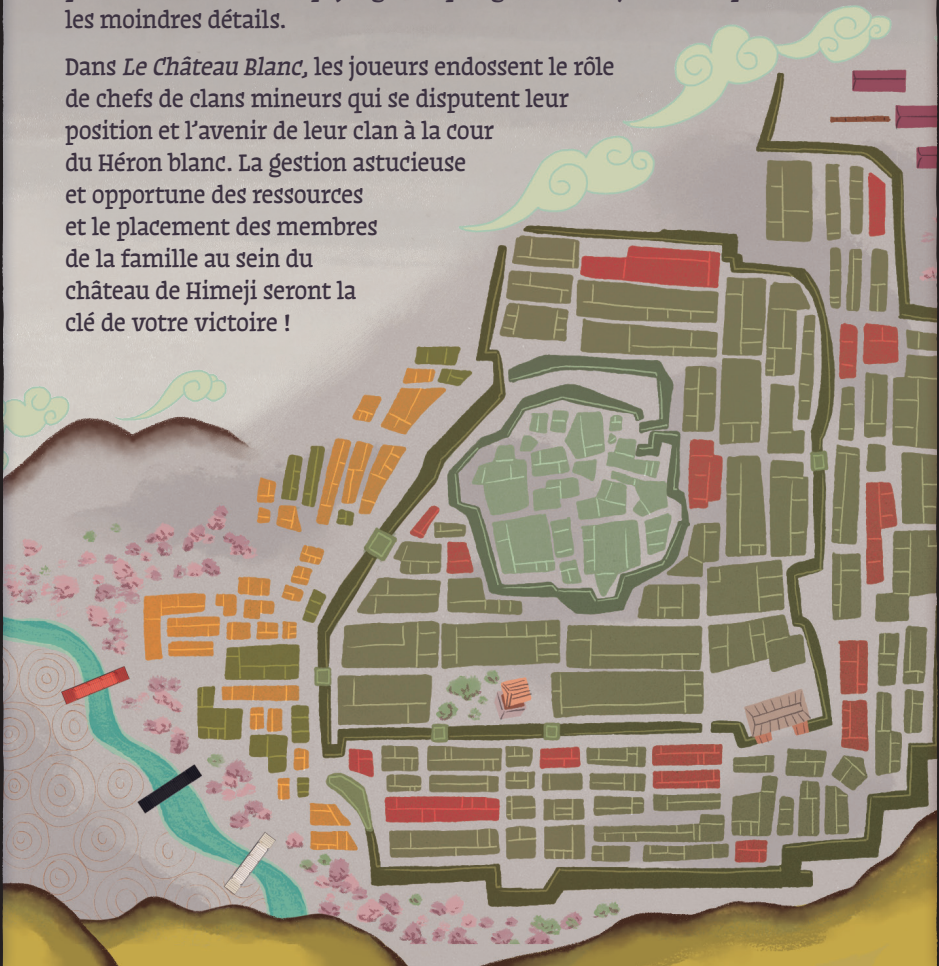 les moindres détails.
Dans Le Château Blanc, les joueurs endossent le rôle
de chefs de clans mineurs qui se disputent leur
position et l’avenir de leur clan à la cour
du Héron blanc. La gestion astucieuse
et opportune des ressources
et le placement des membres
de la famille au sein du
château de Himeji seront la
clé de votre victoire !